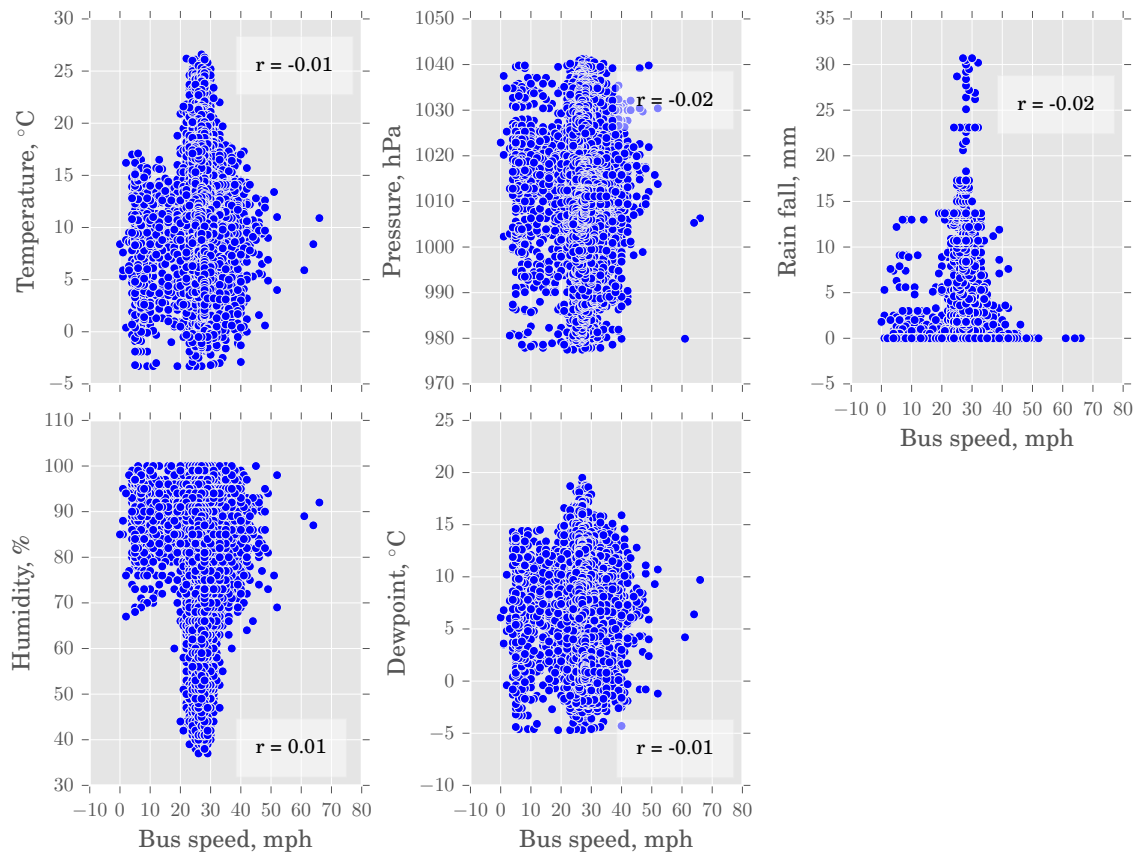 30
25
20
15
10
5
0
−5
Temperature, °C
r = -0.01
1050
1040
1030
1020
1010
1000
990
980
970
Pressure, hPa
r = -0.02
35
30
25
20
15
10
5
0
−5
Rain fall, mm
r = -0.02
−10 0 10 20 30 40 50 60 70 80
Bus speed, mph
110
100
90
80
70
60
50
40
30
Humidity, %
r = 0.01
−10 0 10 20 30 40 50 60 70 80
Bus speed, mph
25
20
15
10
5
0
−5
−10
Dewpoint, °C
r = -0.01
−10 0 10 20 30 40 50 60 70 80
Bus speed, mph